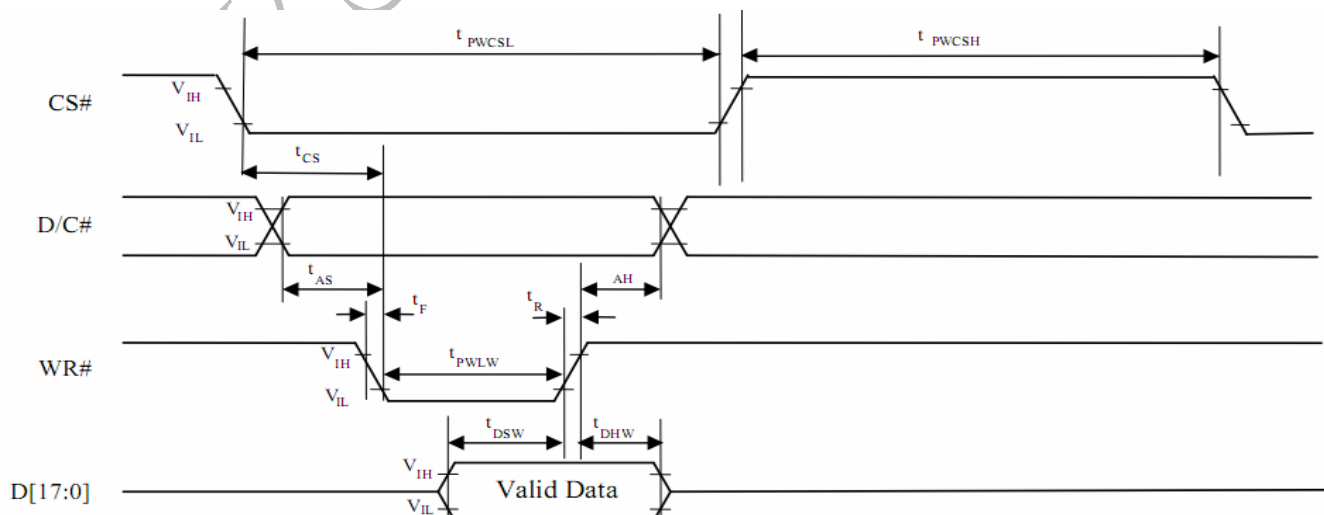 t PWCSL
t PWCSH
CS#
VIH
VIL
tCS
D/C#
VIH
VIL
tAS
tF
tR
AH
WR#
VIH
VIL
tPWLW
tDSW
tDHW
D[17:0]
VIH
VIL
Valid Data